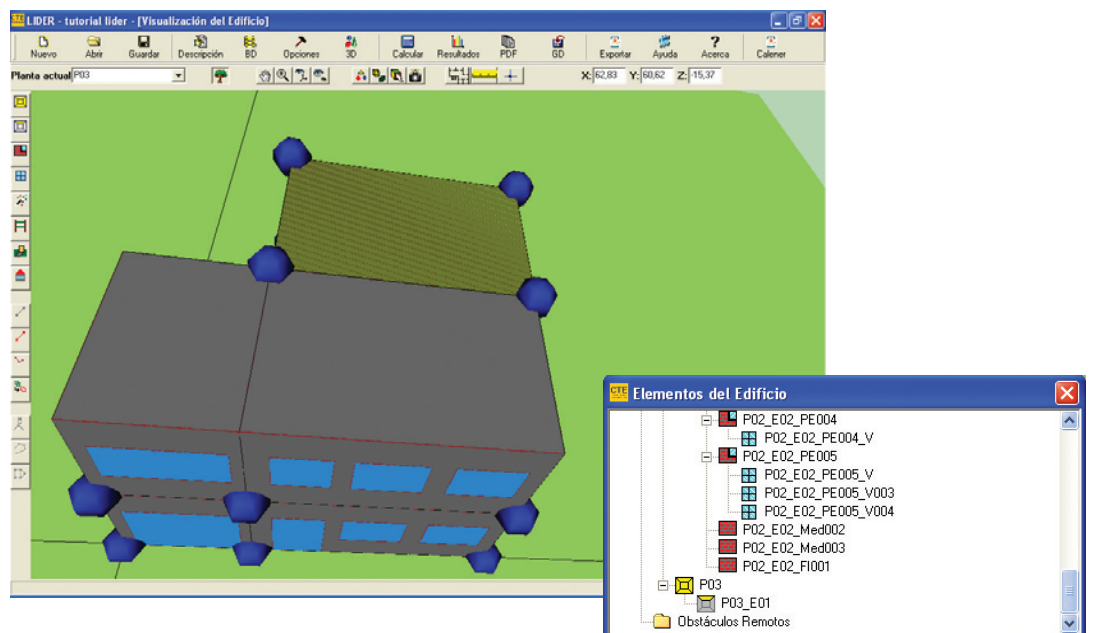 CTE LIDER - tutorial lider - [Visualización del Edificio]
Nuevo Abrir Guardar Descripción BD Opciones 3D Calcular Resultados PDF GD Exportar Ayuda Acerca Calener
Planta actual P03 X: 62,83 Y: 60,62 Z: -15,37
CTE Elementos del Edificio
P02_E02_PE004
P02_E02_PE004_V
P02_E02_PE005
P02_E02_PE005_V
P02_E02_PE005_V003
P02_E02_PE005_V004
P02_E02_Med002
P02_E02_Med003
P02_E02_FI001
P03
P03_E01
Obstáculos Remotos